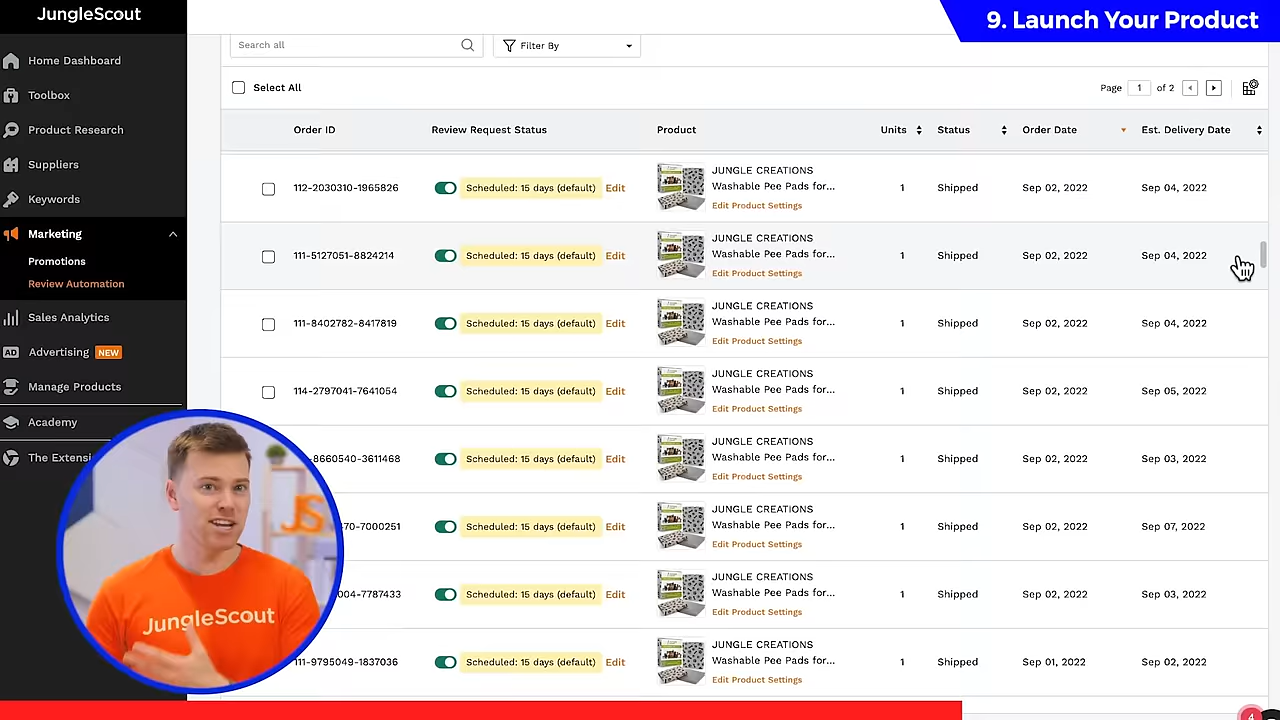 JungleScout
9. Launch Your Product
Home Dashboard
Toolbox
Product Research
Suppliers
Keywords
Marketing
Promotions
Review Automation
Sales Analytics
AD Advertising NEW
Manage Products
Academy
The Extensi
Search all
Filter By
Select All
Page 1 of 2
Order ID Review Request Status Product Units Status Order Date Est. Delivery Date
112-2030310-1965826 Scheduled: 15 days (default) Edit JUNGLE CREATIONS
Washable Pee Pads for... 1 Shipped Sep 02, 2022 Sep 04, 2022
Edit Product Settings
111-5127051-8824214 Scheduled: 15 days (default) Edit JUNGLE CREATIONS
Washable Pee Pads for... 1 Shipped Sep 02, 2022 Sep 04, 2022
Edit Product Settings
111-8402782-8417819 Scheduled: 15 days (default) Edit JUNGLE CREATIONS
Washable Pee Pads for... 1 Shipped Sep 02, 2022 Sep 04, 2022
Edit Product Settings
114-2797041-7641054 Scheduled: 15 days (default) Edit JUNGLE CREATIONS
Washable Pee Pads for... 1 Shipped Sep 02, 2022 Sep 05, 2022
Edit Product Settings
-8660540-3611468 Scheduled: 15 days (default) Edit JUNGLE CREATIONS
Washable Pee Pads for... 1 Shipped Sep 02, 2022 Sep 03, 2022
Edit Product Settings
70-7000251 Scheduled: 15 days (default) Edit JUNGLE CREATIONS
Washable Pee Pads for... 1 Shipped Sep 02, 2022 Sep 07, 2022
Edit Product Settings
004-7787433 Scheduled: 15 days (default) Edit JUNGLE CREATIONS
Washable Pee Pads for... 1 Shipped Sep 02, 2022 Sep 03, 2022
Edit Product Settings
111-9795049-1837036 Scheduled: 15 days (default) Edit JUNGLE CREATIONS
Washable Pee Pads for... 1 Shipped Sep 01, 2022 Sep 02, 2022
Edit Product Settings
JS
JungleScout
4